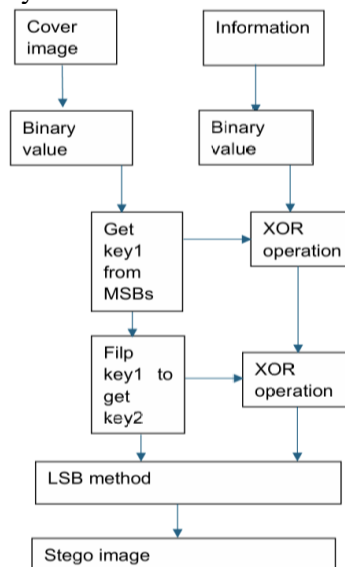 Cover
image
Information
Binary
value
Binary
value
Get
key1
from
MSBs
XOR
operation
Filp
key1 to
get
key2
XOR
operation
LSB method
Stego image